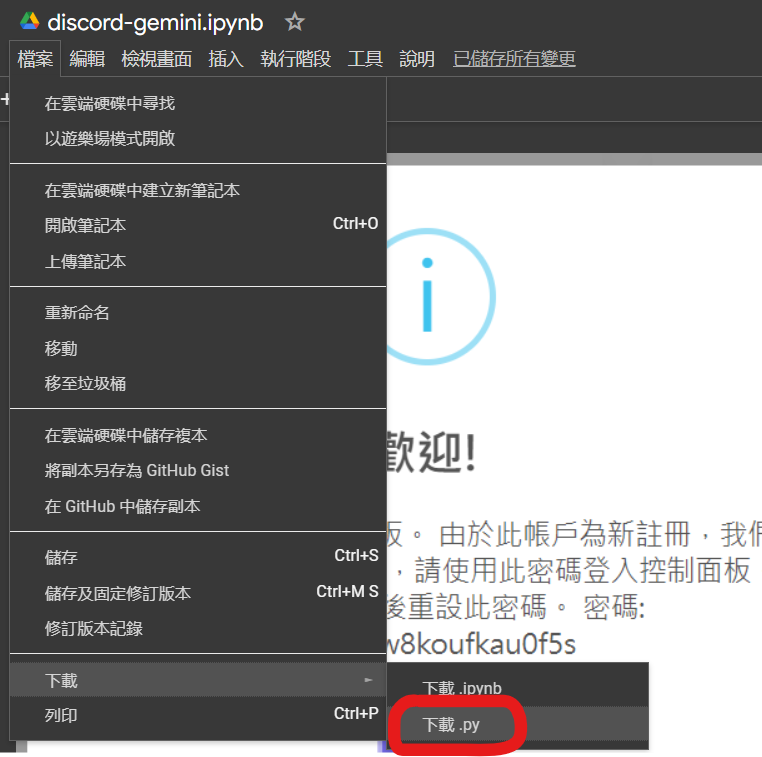 discord-gemini.ipynb
檔案 編輯 檢視畫面 插入 執行階段 工具 說明 已儲存所有變更
在雲端硬碟中尋找
以遊樂場模式開啟
在雲端硬碟中建立新筆記本
開啟筆記本 Ctrl+O
上傳筆記本
重新命名
移動
移至垃圾桶
歡迎!
在雲端硬碟中儲存複本
將副本另存為 GitHub Gist
在 GitHub 中儲存副本
版。 由於此帳戶為新註冊，我們
，請使用此密碼登入控制面板
後重設此密碼。 密碼:
w8koufkau0f5s
儲存 Ctrl+S
儲存及固定修訂版本 Ctrl+M S
修訂版本記錄
下載 ►
下載 .ipynb
下載 .py
列印 Ctrl+P